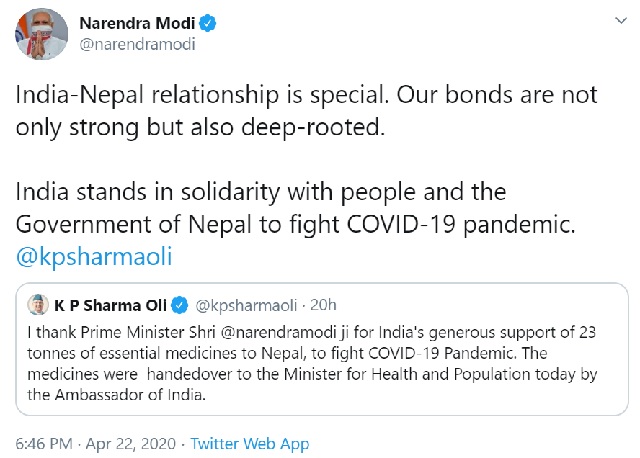 Narendra Modi
@narendramodi
India-Nepal relationship is special. Our bonds are not
only strong but also deep-rooted.
India stands in solidarity with people and the
Government of Nepal to fight COVID-19 pandemic.
@kpsharmaoli
K P Sharma Oli @kpsharmaoli · 20h
I thank Prime Minister Shri @narendramodi ji for India's generous support of 23
tonnes of essential medicines to Nepal, to fight COVID-19 Pandemic. The
medicines were handedover to the Minister for Health and Population today by
the Ambassador of India.
6:46 PM · Apr 22, 2020 · Twitter Web App